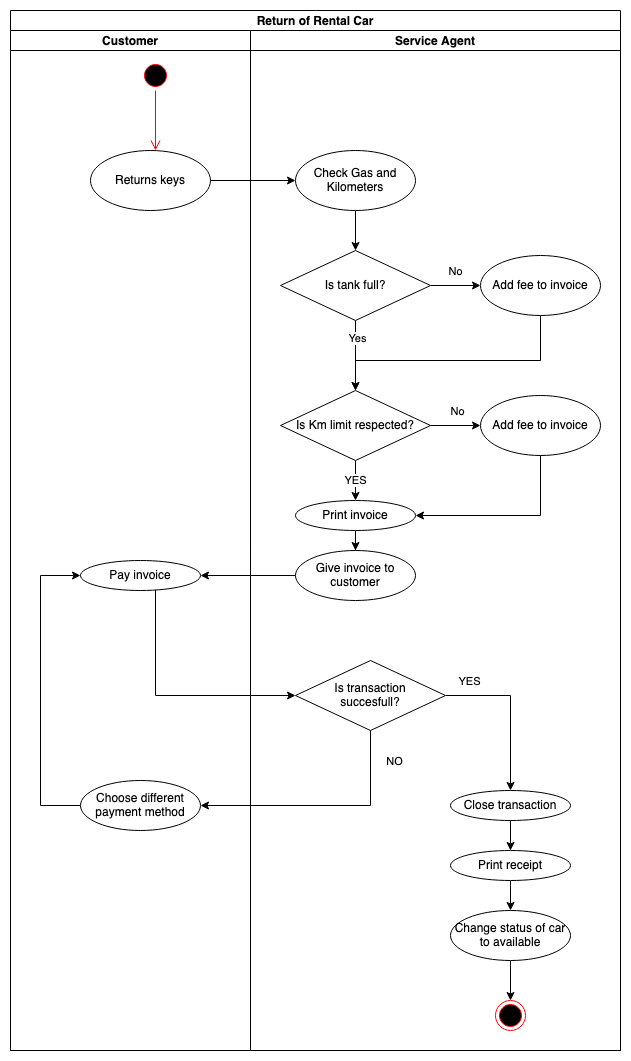 Return of Rental Car
Customer
Service Agent
Returns keys
Check Gas and
Kilometers
Is tank full?
No
Add fee to invoice
Yes
Is Km limit respected?
No
Add fee to invoice
YES
Print invoice
Give invoice to
customer
Pay invoice
Is transaction
succesfull?
YES
NO
Choose different
payment method
Close transaction
Print receipt
Change status of car
to available